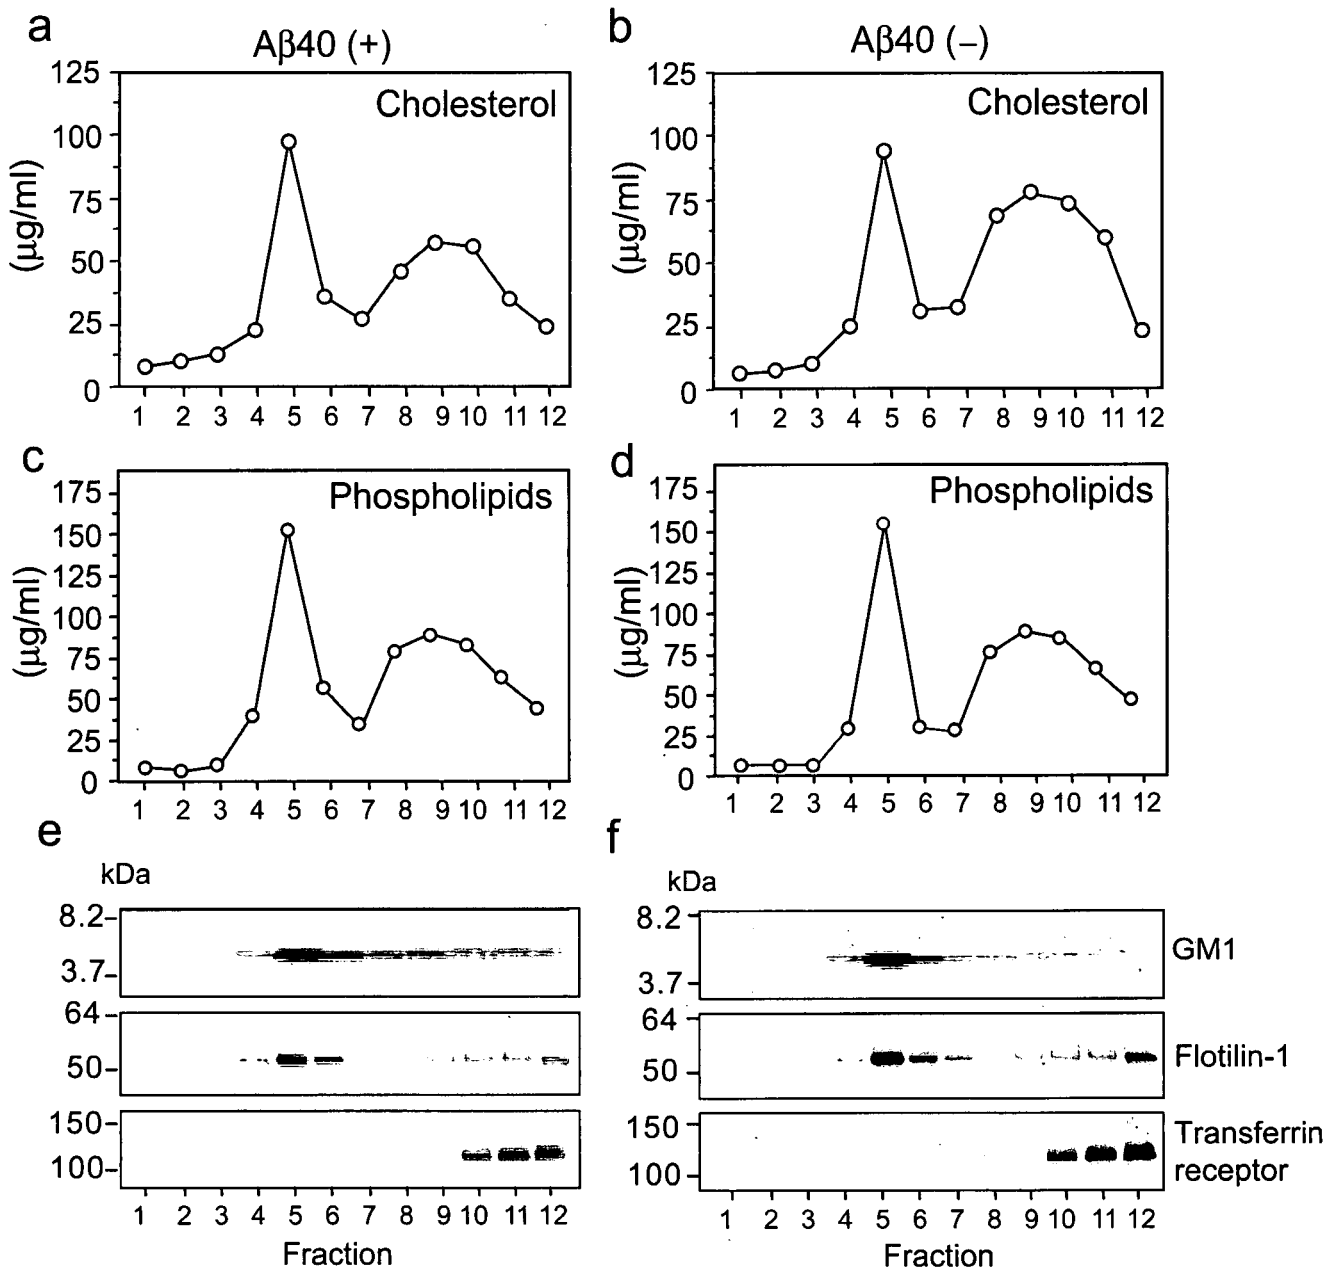 a
Aβ40 (+)
b
Aβ40 (–)
125
100
75
50
25
0
(μg/ml)
Cholesterol
1 2 3 4 5 6 7 8 9 10 11 12
125
100
75
50
25
0
(μg/ml)
Cholesterol
1 2 3 4 5 6 7 8 9 10 11 12
c
175
150
125
100
75
50
25
0
(μg/ml)
Phospholipids
1 2 3 4 5 6 7 8 9 10 11 12
d
175
150
125
100
75
50
25
0
(μg/ml)
Phospholipids
1 2 3 4 5 6 7 8 9 10 11 12
e
kDa
8.2
3.7
64
50
150
100
1 2 3 4 5 6 7 8 9 10 11 12
Fraction
f
kDa
8.2
3.7
GM1
64
50
Flotilin-1
150
100
Transferrin
receptor
1 2 3 4 5 6 7 8 9 10 11 12
Fraction